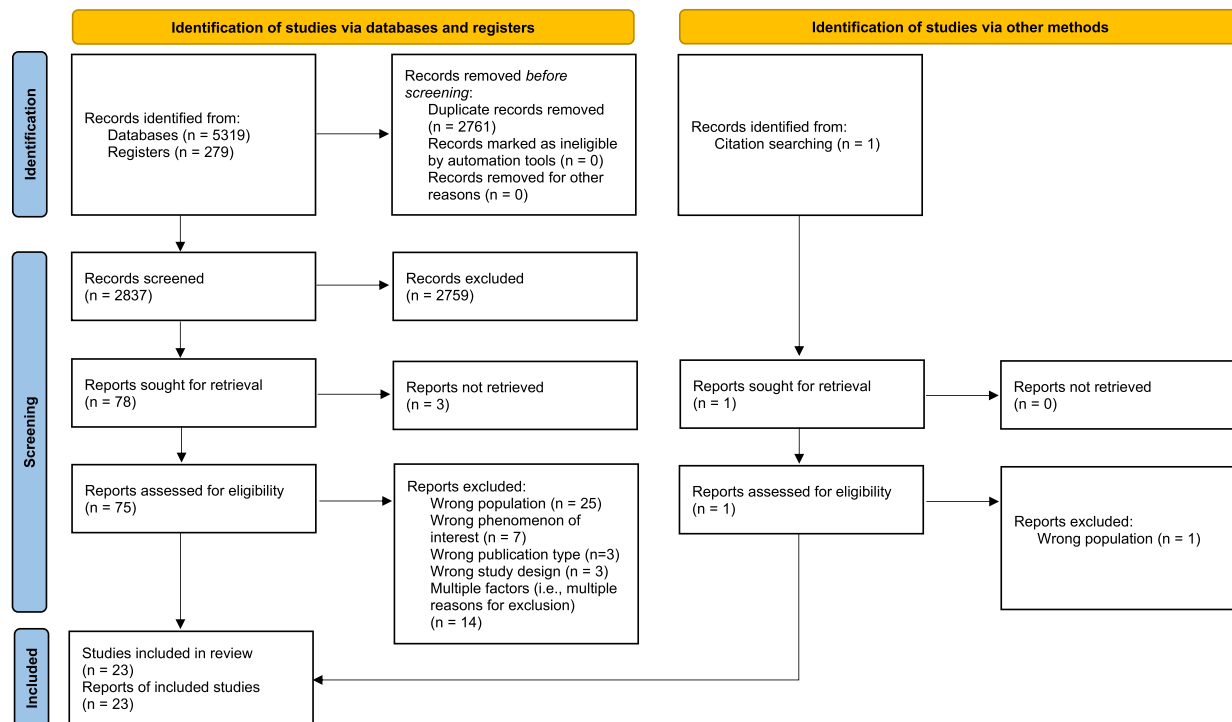 Identification of studies via databases and registers
Identification of studies via other methods
Identification
Records identified from:
Databases (n = 5319)
Registers (n = 279)
Records removed before
screening:
Duplicate records removed
(n = 2761)
Records marked as ineligible
by automation tools (n = 0)
Records removed for other
reasons (n = 0)
Records identified from:
Citation searching (n = 1)
Screening
Records screened
(n = 2837)
Records excluded
(n = 2759)
Reports sought for retrieval
(n = 78)
Reports not retrieved
(n = 3)
Reports sought for retrieval
(n = 1)
Reports not retrieved
(n = 0)
Reports assessed for eligibility
(n = 75)
Reports excluded:
Wrong population (n = 25)
Wrong phenomenon of
interest (n = 7)
Wrong publication type (n=3)
Wrong study design (n = 3)
Multiple factors (i.e., multiple
reasons for exclusion)
(n = 14)
Reports assessed for eligibility
(n = 1)
Reports excluded:
Wrong population (n = 1)
Included
Studies included in review
(n = 23)
Reports of included studies
(n = 23)